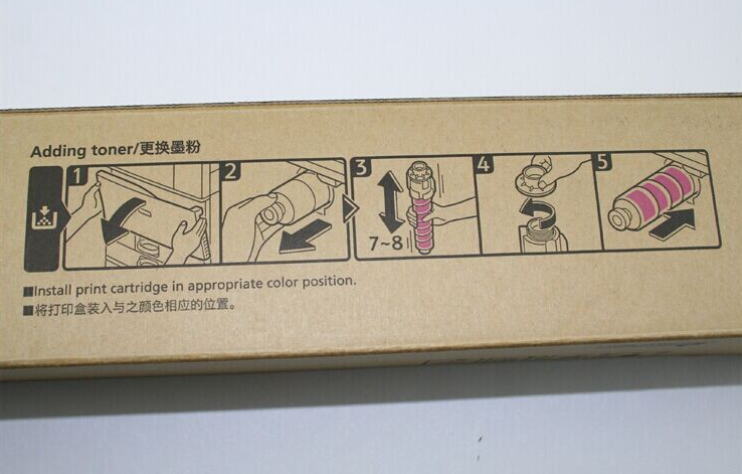 Adding toner/更换墨粉
1 2 3 4 5
7~8
■Install print cartridge in appropriate color position.
■将打印盒装入与之颜色相应的位置。